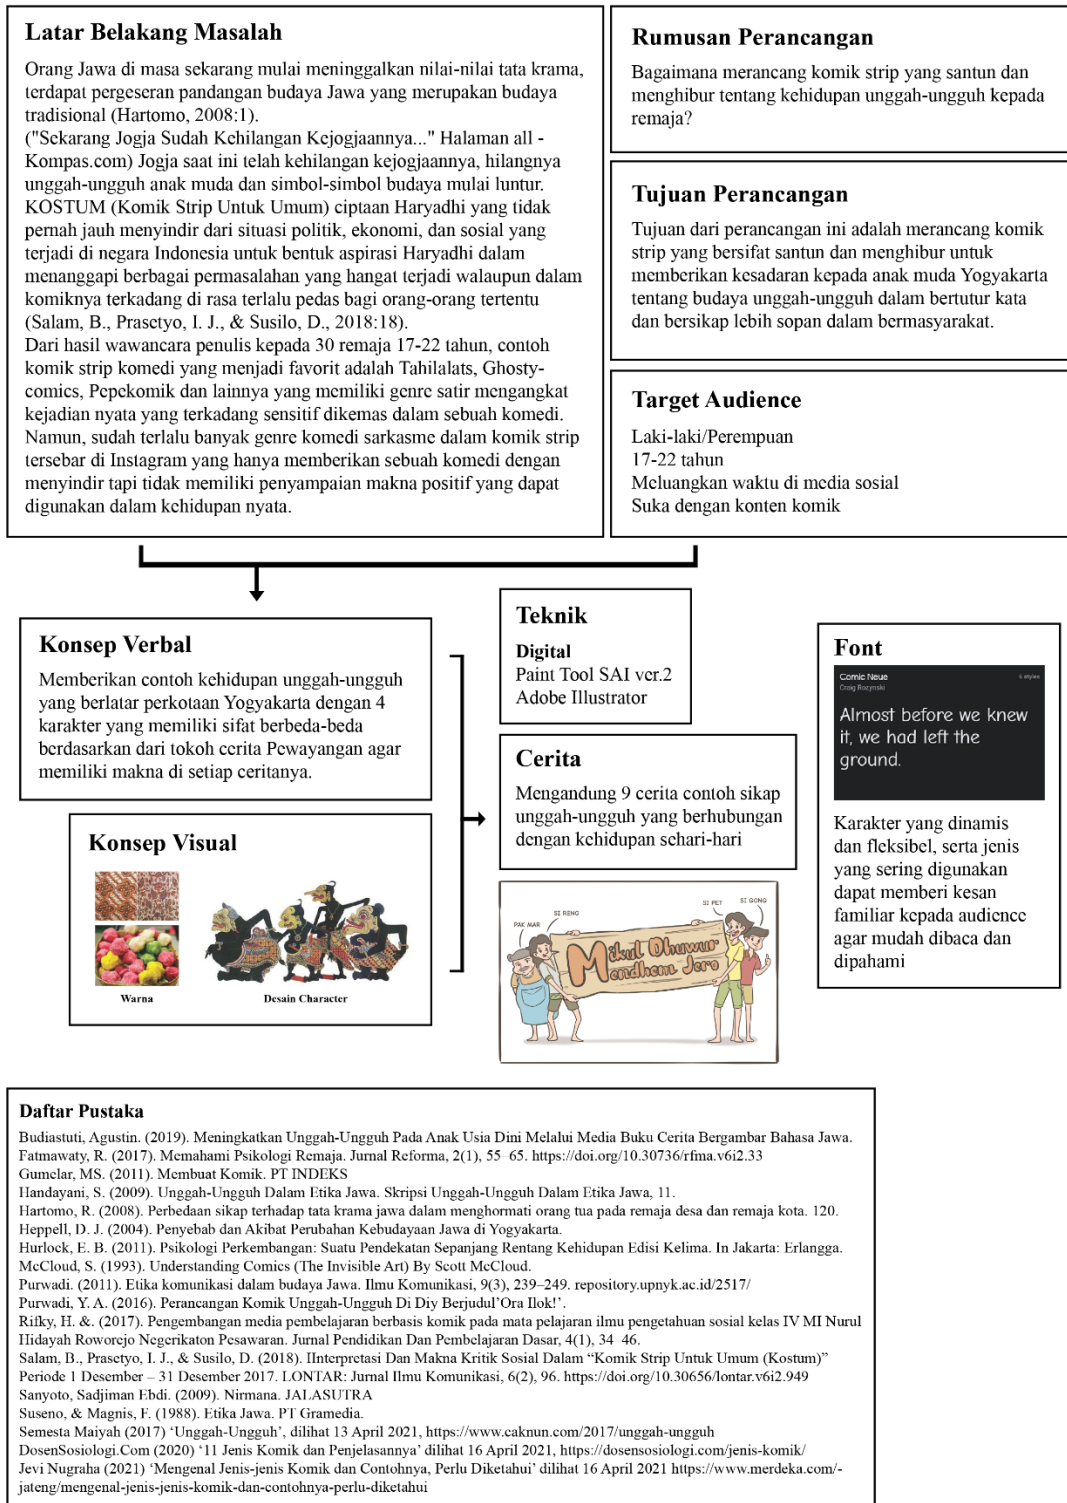 Latar Belakang Masalah
Orang Jawa di masa sekarang mulai meninggalkan nilai-nilai tata krama,
terdapat pergeseran pandangan budaya Jawa yang merupakan budaya
tradisional (Hartomo, 2008:1).
("Sekarang Jogja Sudah Kehilangan Kejogjaannya..." Halaman all -
Kompas.com) Jogja saat ini telah kehilangan kejogjaannya, hilangnya
unggah-ungguh anak muda dan simbol-simbol budaya mulai luntur.
KOSTUM (Komik Strip Untuk Umum) ciptaan Haryadhi yang tidak
pernah jauh menyindir dari situasi politik, ekonomi, dan sosial yang
terjadi di negara Indonesia untuk bentuk aspirasi Haryadhi dalam
menanggapi berbagai permasalahan yang hangat terjadi walaupun dalam
komiknya terkadang di rasa terlalu pedas bagi orang-orang tertentu
(Salam, B., Prasetyo, I. J., & Susilo, D., 2018:18).
Dari hasil wawancara penulis kepada 30 remaja 17-22 tahun, contoh
komik strip komedi yang menjadi favorit adalah Tahilalats, Ghosty-
comics, Pepekomik dan lainnya yang memiliki genre satir mengangkat
kejadian nyata yang terkadang sensitif dikemas dalam sebuah komedi.
Namun, sudah terlalu banyak genre komedi sarkasme dalam komik strip
tersebar di Instagram yang hanya memberikan sebuah komedi dengan
menyindir tapi tidak memiliki penyampaian makna positif yang dapat
digunakan dalam kehidupan nyata.
Rumusan Perancangan
Bagaimana merancang komik strip yang santun dan
menghibur tentang kehidupan unggah-ungguh kepada
remaja?
Tujuan Perancangan
Tujuan dari perancangan ini adalah merancang komik
strip yang bersifat santun dan menghibur untuk
memberikan kesadaran kepada anak muda Yogyakarta
tentang budaya unggah-ungguh dalam bertutur kata
dan bersikap lebih sopan dalam bermasyarakat.
Target Audience
Laki-laki/Perempuan
17-22 tahun
Meluangkan waktu di media sosial
Suka dengan konten komik
Konsep Verbal
Memberikan contoh kehidupan unggah-ungguh
yang berlatar perkotaan Yogyakarta dengan 4
karakter yang memiliki sifat berbeda-beda
berdasarkan dari tokoh cerita Pewayangan agar
memiliki makna di setiap ceritanya.
Konsep Visual
Warna
Desain Character
Teknik
Digital
Paint Tool SAI ver.2
Adobe Illustrator
Cerita
Mengandung 9 cerita contoh sikap
unggah-ungguh yang berhubungan
dengan kehidupan sehari-hari
PAK MAR
SI RENG
SI PET
SI GONG
Mikul Dhuwur
Mendhem Jero
Font
Comic Neue
Craig Rozynski
6 styles
Almost before we knew
it, we had left the
ground.
Karakter yang dinamis
dan fleksibel, serta jenis
yang sering digunakan
dapat memberi kesan
familiar kepada audience
agar mudah dibaca dan
dipahami
Daftar Pustaka
Budiastuti, Agustin. (2019). Meningkatkan Unggah-Ungguh Pada Anak Usia Dini Melalui Media Buku Cerita Bergambar Bahasa Jawa.
Fatmawaty, R. (2017). Memahami Psikologi Remaja. Jurnal Reforma, 2(1), 55–65. https://doi.org/10.30736/rfma.v6i2.33
Gumelar, MS. (2011). Membuat Komik. PT INDEKS
Handayani, S. (2009). Unggah-Ungguh Dalam Etika Jawa. Skripsi Unggah-Ungguh Dalam Etika Jawa, 11.
Hartomo, R. (2008). Perbedaan sikap terhadap tata krama jawa dalam menghormati orang tua pada remaja desa dan remaja kota. 120.
Heppell, D. J. (2004). Penyebab dan Akibat Perubahan Kebudayaan Jawa di Yogyakarta.
Hurlock, E. B. (2011). Psikologi Perkembangan: Suatu Pendekatan Sepanjang Rentang Kehidupan Edisi Kelima. In Jakarta: Erlangga.
McCloud, S. (1993). Understanding Comics (The Invisible Art) By Scott McCloud.
Purwadi. (2011). Etika komunikasi dalam budaya Jawa. Ilmu Komunikasi, 9(3), 239–249. repository.upnyk.ac.id/2517/
Purwadi, Y. A. (2016). Perancangan Komik Unggah-Ungguh Di Diy Berjudul'Ora Ilok!'.
Rifky, H. &. (2017). Pengembangan media pembelajaran berbasis komik pada mata pelajaran ilmu pengetahuan sosial kelas IV MI Nurul
Hidayah Roworejo Negerikaton Pesawaran. Jurnal Pendidikan Dan Pembelajaran Dasar, 4(1), 34–46.
Salam, B., Prasetyo, I. J., & Susilo, D. (2018). IInterpretasi Dan Makna Kritik Sosial Dalam “Komik Strip Untuk Umum (Kostum)”
Periode 1 Desember – 31 Desember 2017. LONTAR: Jurnal Ilmu Komunikasi, 6(2), 96. https://doi.org/10.30656/lontar.v6i2.949
Sanyoto, Sadjiman Ebdi. (2009). Nirmana. JALASUTRA
Suseno, & Magnis, F. (1988). Etika Jawa. PT Gramedia.
Semesta Maiyah (2017) ‘Unggah-Ungguh’, dilihat 13 April 2021, https://www.caknun.com/2017/unggah-ungguh
DosenSosiologi.Com (2020) ‘11 Jenis Komik dan Penjelasannya’ dilihat 16 April 2021, https://dosensosiologi.com/jenis-komik/
Jevi Nugraha (2021) ‘Mengenal Jenis-jenis Komik dan Contohnya, Perlu Diketahui’ dilihat 16 April 2021 https://www.merdeka.com/-
jateng/mengenal-jenis-jenis-komik-dan-contohnya-perlu-diketahui